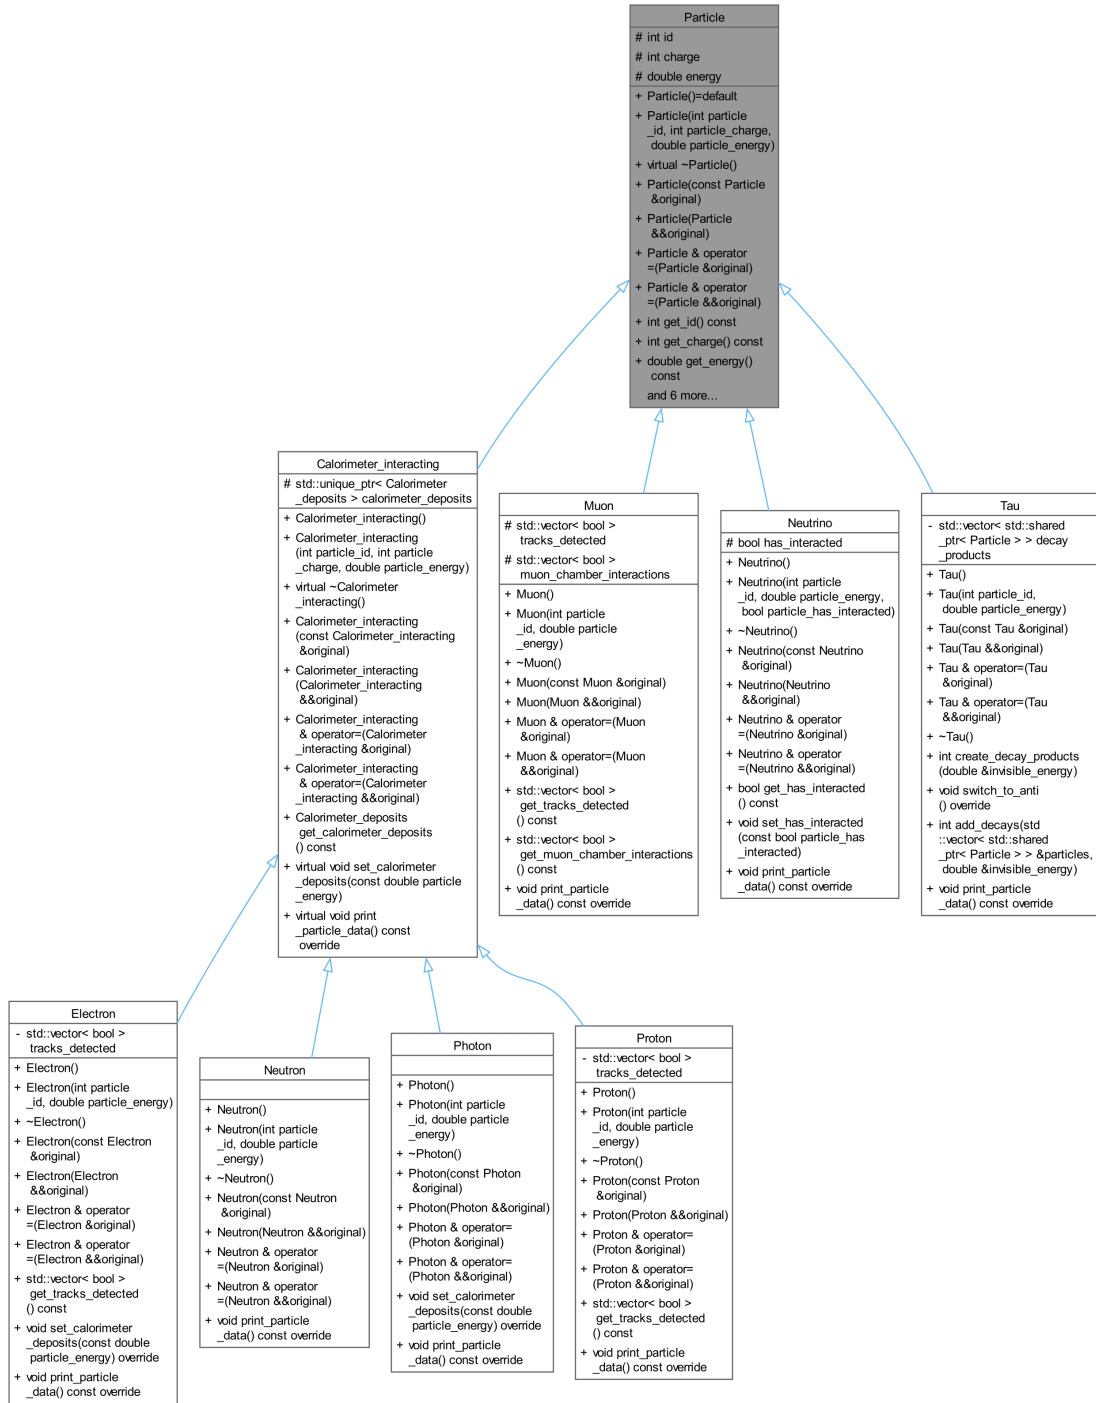 Particle
# int id
# int charge
# double energy
+ Particle()=default
+ Particle(int particle
_id, int particle_charge,
double particle_energy)
+ virtual ~Particle()
+ Particle(const Particle
&original)
+ Particle(Particle
&&original)
+ Particle & operator
=(Particle &original)
+ Particle & operator
=(Particle &&original)
+ int get_id() const
+ int get_charge() const
+ double get_energy()
const
and 6 more...
Calorimeter_interacting
# std::unique_ptr< Calorimeter
_deposits > calorimeter_deposits
+ Calorimeter_interacting()
+ Calorimeter_interacting
(int particle_id, int particle
_charge, double particle_energy)
+ virtual ~Calorimeter
_interacting()
+ Calorimeter_interacting
(const Calorimeter_interacting
&original)
+ Calorimeter_interacting
(Calorimeter_interacting
&&original)
+ Calorimeter_interacting
& operator=(Calorimeter
_interacting &original)
+ Calorimeter_interacting
& operator=(Calorimeter
_interacting &&original)
+ Calorimeter_deposits
get_calorimeter_deposits
() const
+ virtual void set_calorimeter
_deposits(const double particle
_energy)
+ virtual void print
_particle_data() const
override
Muon
# std::vector< bool >
tracks_detected
# std::vector< bool >
muon_chamber_interactions
+ Muon()
+ Muon(int particle
_id, double particle
_energy)
+ ~Muon()
+ Muon(const Muon &original)
+ Muon(Muon &&original)
+ Muon & operator=(Muon
&original)
+ Muon & operator=(Muon
&&original)
+ std::vector< bool >
get_tracks_detected
() const
+ std::vector< bool >
get_muon_chamber_interactions
() const
+ void print_particle
_data() const override
Neutrino
# bool has_interacted
+ Neutrino()
+ Neutrino(int particle
_id, double particle_energy,
bool particle_has_interacted)
+ ~Neutrino()
+ Neutrino(const Neutrino
&original)
+ Neutrino(Neutrino
&&original)
+ Neutrino & operator
=(Neutrino &original)
+ Neutrino & operator
=(Neutrino &&original)
+ bool get_has_interacted
() const
+ void set_has_interacted
(const bool particle_has
_interacted)
+ void print_particle
_data() const override
Tau
- std::vector< std::shared
_ptr< Particle > > decay
_products
+ Tau()
+ Tau(int particle_id,
double particle_energy)
+ Tau(const Tau &original)
+ Tau(Tau &&original)
+ Tau & operator=(Tau
&original)
+ Tau & operator=(Tau
&&original)
+ ~Tau()
+ int create_decay_products
(double &invisible_energy)
+ void switch_to_anti
() override
+ int add_decays(std
::vector< std::shared
_ptr< Particle > > &particles,
double &invisible_energy)
+ void print_particle
_data() const override
Electron
- std::vector< bool >
tracks_detected
+ Electron()
+ Electron(int particle
_id, double particle_energy)
+ ~Electron()
+ Electron(const Electron
&original)
+ Electron(Electron
&&original)
+ Electron & operator
=(Electron &original)
+ Electron & operator
=(Electron &&original)
+ std::vector< bool >
get_tracks_detected
() const
+ void set_calorimeter
_deposits(const double
particle_energy) override
+ void print_particle
_data() const override
Neutron
+ Neutron()
+ Neutron(int particle
_id, double particle
_energy)
+ ~Neutron()
+ Neutron(const Neutron
&original)
+ Neutron(Neutron &&original)
+ Neutron & operator
=(Neutron &original)
+ Neutron & operator
=(Neutron &&original)
+ void print_particle
_data() const override
Photon
+ Photon()
+ Photon(int particle
_id, double particle
_energy)
+ ~Photon()
+ Photon(const Photon
&original)
+ Photon(Photon &&original)
+ Photon & operator=
(Photon &original)
+ Photon & operator=
(Photon &&original)
+ void set_calorimeter
_deposits(const double
particle_energy) override
+ void print_particle
_data() const override
Proton
- std::vector< bool >
tracks_detected
+ Proton()
+ Proton(int particle
_id, double particle
_energy)
+ ~Proton()
+ Proton(const Proton
&original)
+ Proton(Proton &&original)
+ Proton & operator=
(Proton &original)
+ Proton & operator=
(Proton &&original)
+ std::vector< bool >
get_tracks_detected
() const
+ void print_particle
_data() const override